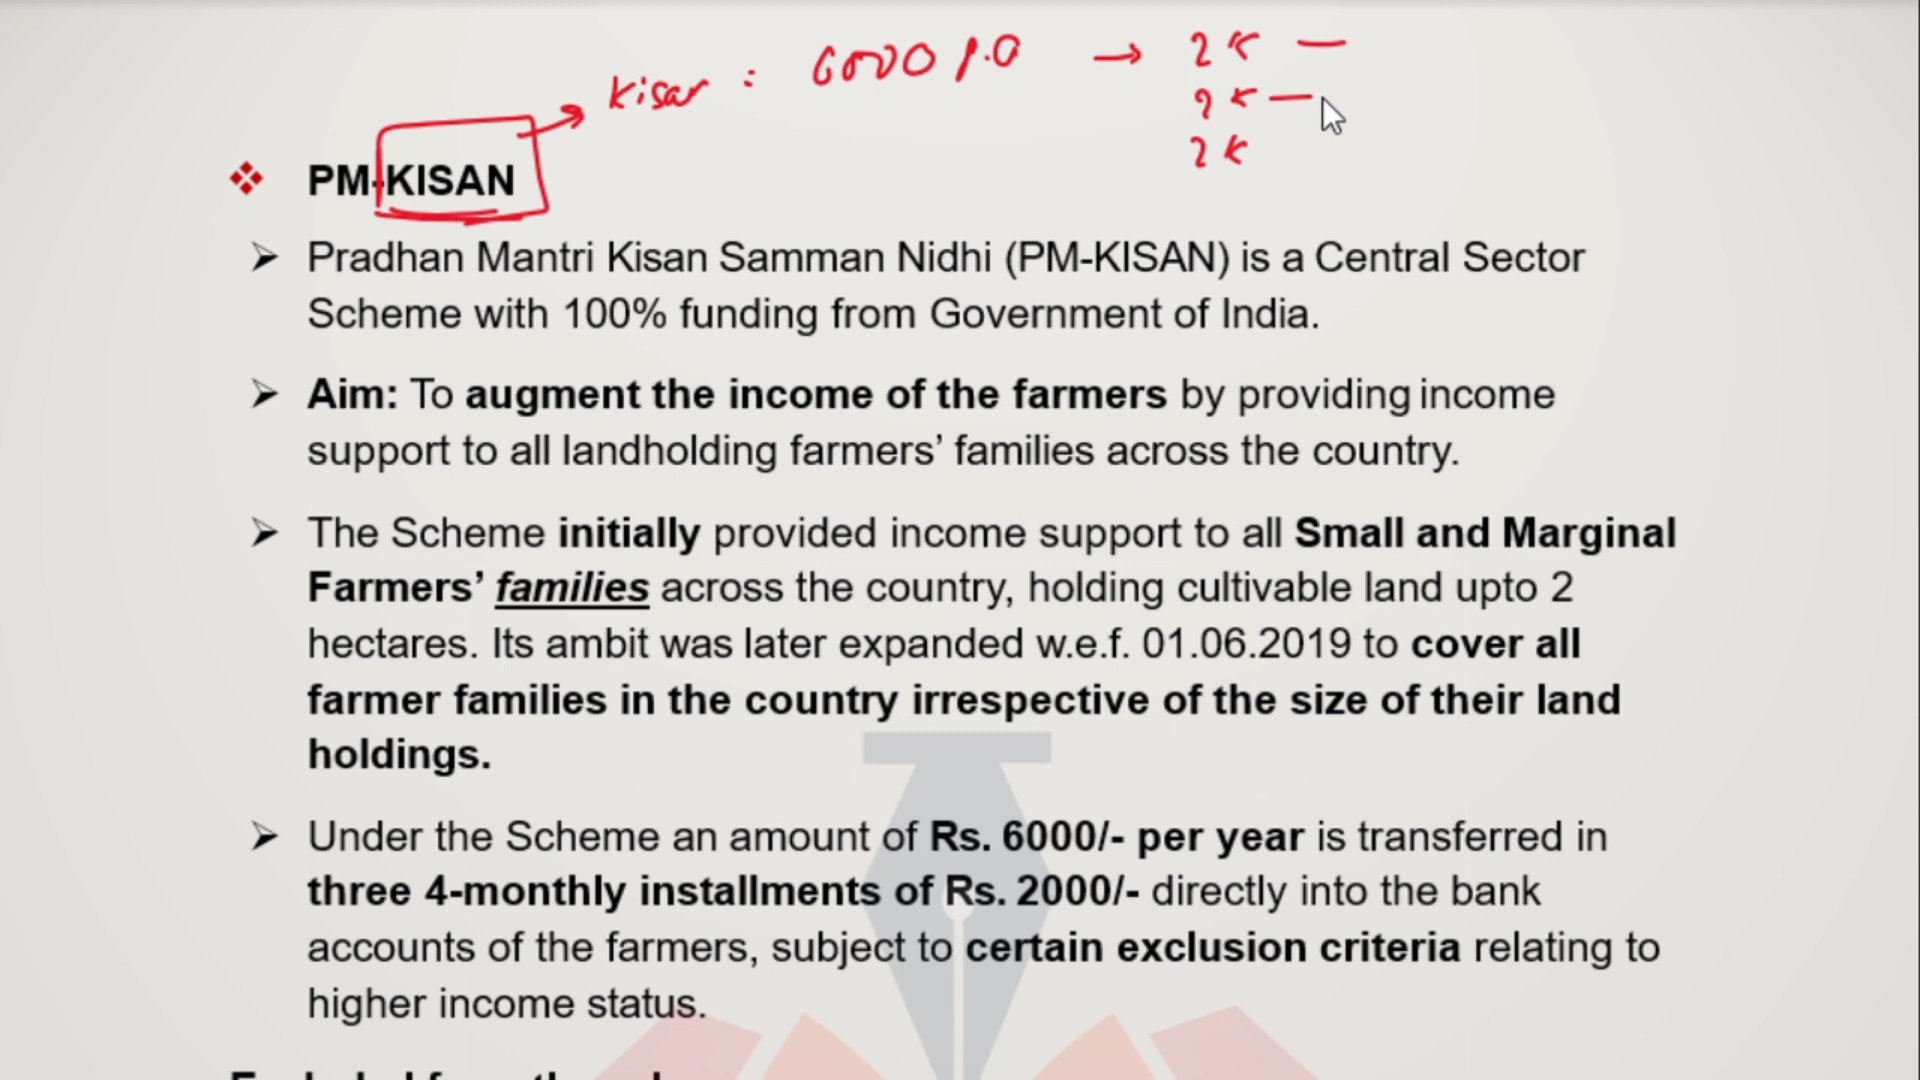 Kisan : 6000 p.a → 2K —
2K —
2K
PM-KISAN
Pradhan Mantri Kisan Samman Nidhi (PM-KISAN) is a Central Sector
Scheme with 100% funding from Government of India.
Aim: To augment the income of the farmers by providing income
support to all landholding farmers’ families across the country.
The Scheme initially provided income support to all Small and Marginal
Farmers’ families across the country, holding cultivable land upto 2
hectares. Its ambit was later expanded w.e.f. 01.06.2019 to cover all
farmer families in the country irrespective of the size of their land
holdings.
Under the Scheme an amount of Rs. 6000/- per year is transferred in
three 4-monthly installments of Rs. 2000/- directly into the bank
accounts of the farmers, subject to certain exclusion criteria relating to
higher income status.